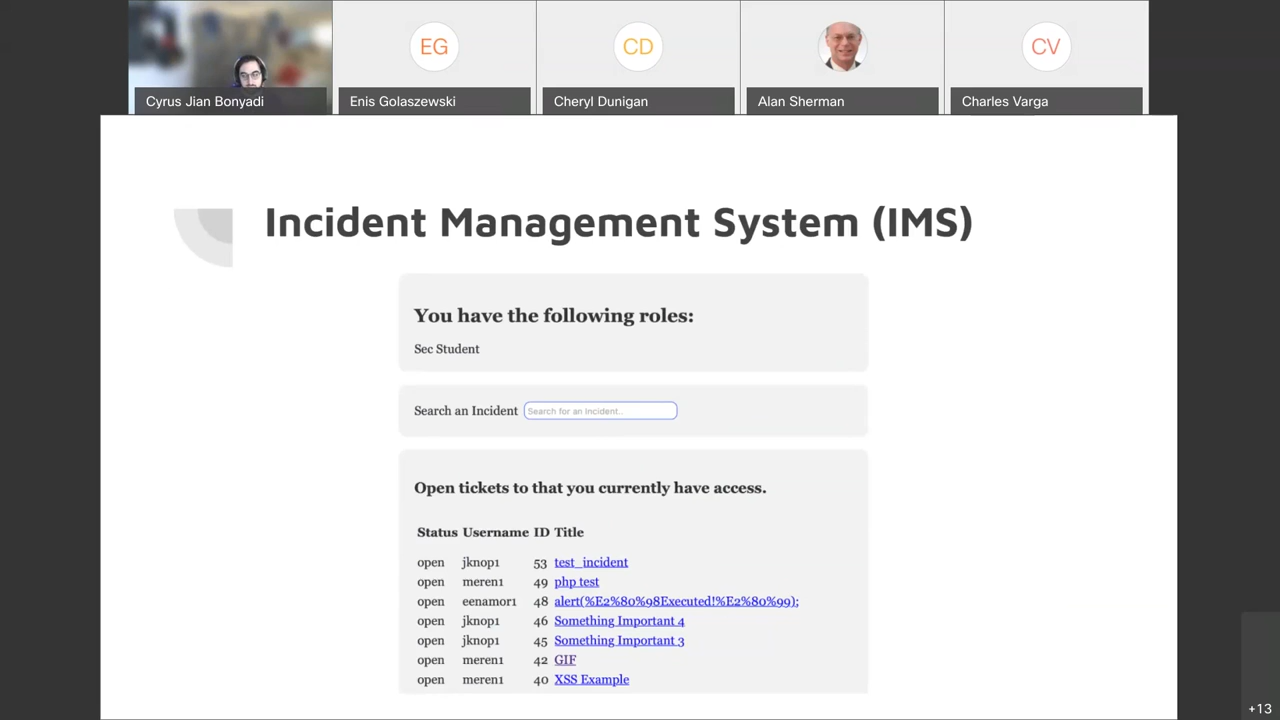 EG
CD
CV
Cyrus Jian Bonyadi
Enis Golaszewski
Cheryl Dunigan
Alan Sherman
Charles Varga
Incident Management System (IMS)
You have the following roles:
Sec Student
Search an Incident Search for an incident..
Open tickets to that you currently have access.
Status Username ID Title
open jknop1 53 test_incident
open meren1 49 php test
open eenamor1 48 alert(%E2%80%98Executed!%E2%80%99);
open jknop1 46 Something Important 4
open jknop1 45 Something Important 3
open meren1 42 GIF
open meren1 40 XSS Example
+13